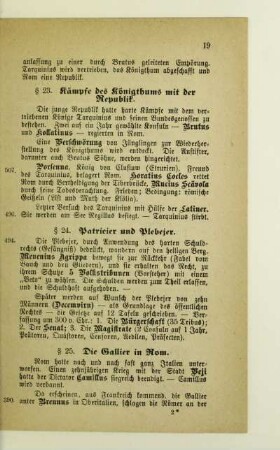 19
anlassung zu einer durch Brutus geleiteten Empörung.
Tarquinius wird vertrieben, das Königthum abgeschafft und
Rom eine Republik.
§ 23. Kämpfe des Königthums mit der
Republik.
Die junge Republik hatte harte Kämpfe mit dem ver-
triebenen Könige Tarquinius und seinen Bundesgenossen zu
bestehen. Zwei auf ein Jahr gewählte Konsuln — Brutus
und Kollatinus — regierten in Rom.
Eine Verschwörung von Jünglingen zur Wiederher-
stellung des Königthums wird entdeckt. Die Anstifter,
darunter auch Brutus Söhne, werden hingerichtet.
507. Porsenna, König von Clusium (Etrurien), Freund des
Tarquinius, belagert Rom. Horatius Cocles rettet Rom
durch Vertheidigung der Tiberbrücke, Mucius Scävola
durch seine Todesverachtung. Frieden; Besiegung; römische
Geiseln
Letzter Versuch des Tarquinius mit Hilfe der Latiner.
496. Sie werden am See Regillus besiegt. — Tarquinius stirbt.
§ 24. Patricier und Plebejer.
494. Die Plebejer, durch Anwendung des harten Schuld-
rechts (Gefängniß) bedrückt, wandern auf den heiligen Berg.
Menenius Agrippa bewegt sie zur Rückkehr (Fabel vom
Bauch und den Gliedern), und sie erhalten das Recht, zu
ihrem Schutze 5 Volkstribunen (Vertreter) mit einem
„Veto" zu wählen. Die Schulden werden zum Theil erlassen,
und die Schuldhaft aufgehoben.
Später werden auf Wunsch der Plebejer von zehn
Männern (Decemvirn) — als Grundlage des öffentlichen
Rechts — die Gesetze auf 12 Tafeln geschrieben. — Ver-
fassung um 300 v. Chr.: 1. Die Bürgerschaft (35 Tribus);
2. Der Senat; 3. Die Magistrate (2 Konsuln auf 1 Jahr,
Prätoren, Quästoren, Censoren, Aedilen, Tribunen).
§ 25. Die Gallier in Rom.
Rom hatte nach und nach fast ganz Italien unter-
worfen. Einen zehnjährigen Krieg mit der Stadt Veji
hatte der Dictator Camillus siegreich beendigt. — Camillus
wird verbannt.
Da erscheinen, aus Frankreich kommend, die Gallier
390. unter Brennus in Oberitalien, schlagen die Römer an der
2*